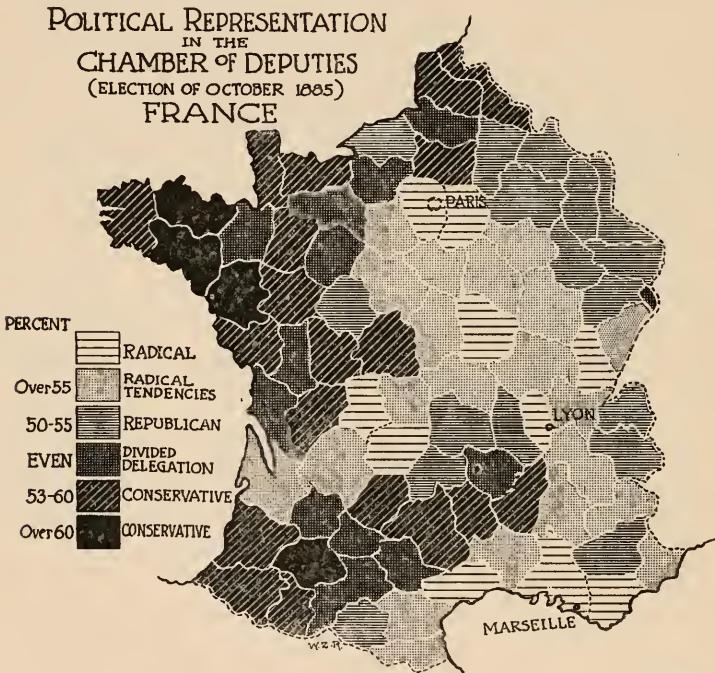 POLITICAL REPRESENTATION
IN THE
CHAMBER OF DEPUTIES
(ELECTION OF OCTOBER 1885)
FRANCE
PARIS
PERCENT
RADICAL
Over 55 RADICAL TENDENCIES
50-55 REPUBLICAN
LYON
EVEN DIVIDED DELEGATION
53-60 CONSERVATIVE
Over 60 CONSERVATIVE
MARSEILLE
W.Z.R.